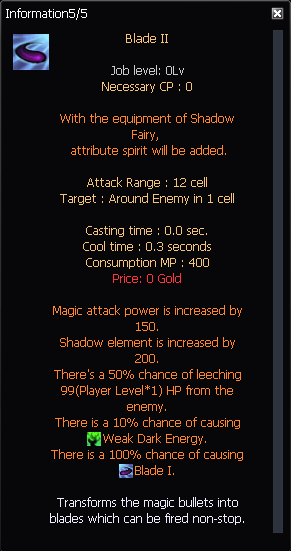 Information5/5
Blade II
Job level: 0Lv
Necessary CP : 0
With the equipment of Shadow
Fairy,
attribute spirit will be added.
Attack Range : 12 cell
Target : Around Enemy in 1 cell
Casting time : 0.0 sec.
Cool time : 0.3 seconds
Consumption MP : 400
Price: 0 Gold
Magic attack power is increased by
150.
Shadow element is increased by
200.
There's a 50% chance of leeching
99(Player Level*1) HP from the
enemy.
There is a 10% chance of causing
Weak Dark Energy.
There is a 100% chance of causing
Blade I.
Transforms the magic bullets into
blades which can be fired non-stop.